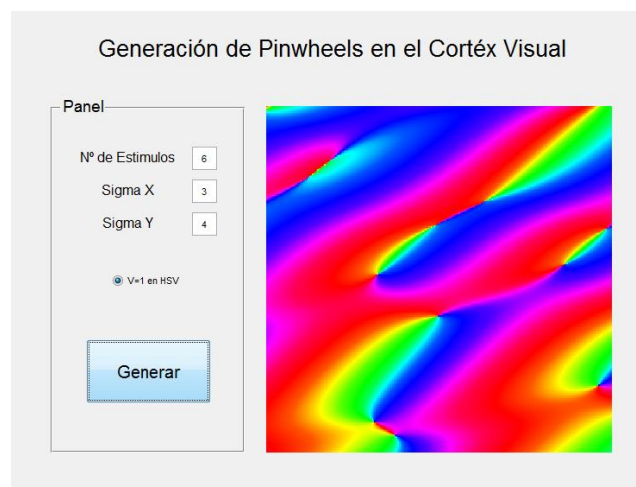 Generación de Pinwheels en el Cortéx Visual
Panel
Nº de Estimulos 6
Sigma X 3
Sigma Y 4
V=1 en HSV
Generar